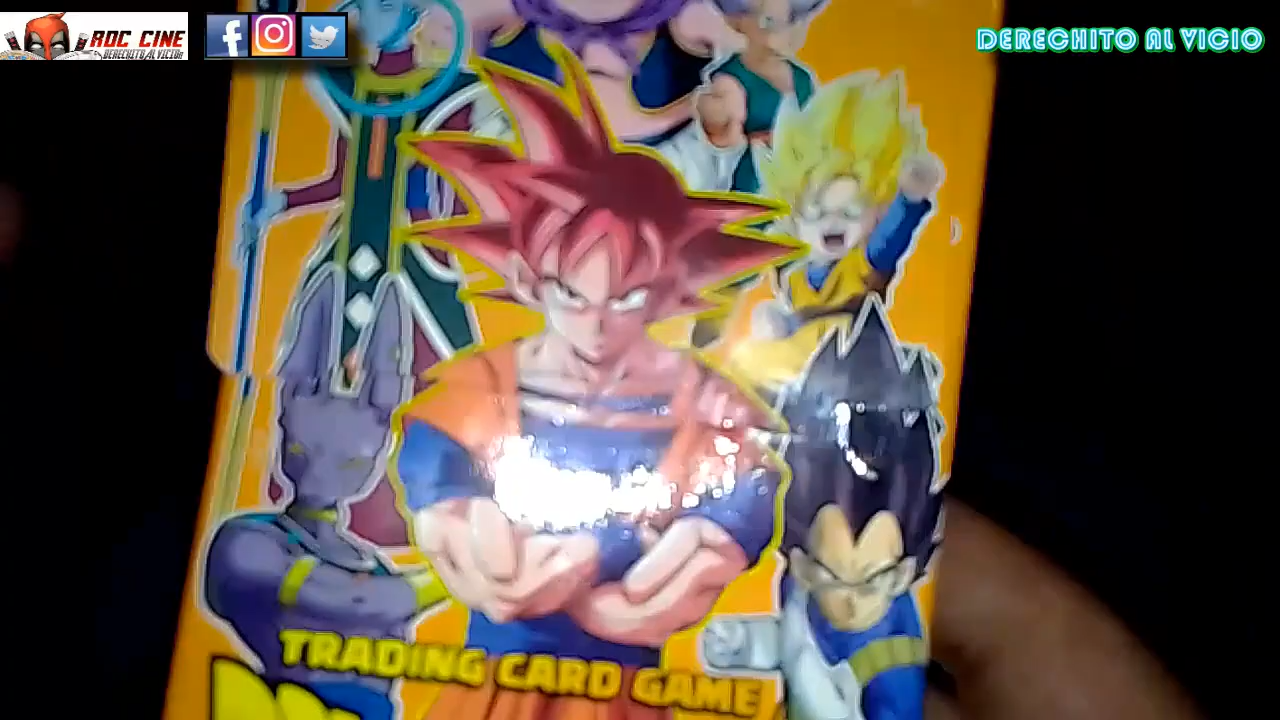 ROC CINE
DERECHITO AL VICIO!!
f
DERECHITO AL VICIO
TRADING CARD GAME